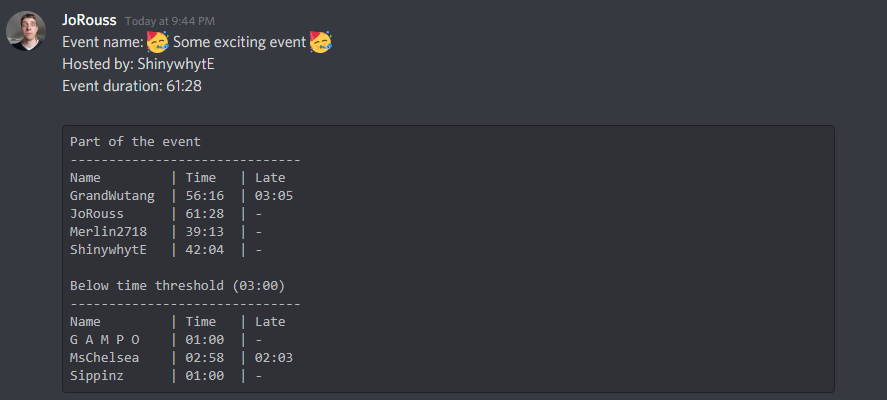 JoRouss Today at 9:44 PM
Event name: 🥳 Some exciting event 🥳
Hosted by: ShinywhytE
Event duration: 61:28
Part of the event
------------------------------
Name | Time | Late
GrandWutang | 56:16 | 03:05
JoRouss | 61:28 | -
Merlin2718 | 39:13 | -
ShinywhytE | 42:04 | -
Below time threshold (03:00)
------------------------------
Name | Time | Late
G A M P O | 01:00 | -
MsChelsea | 02:58 | 02:03
Sippinz | 01:00 | -